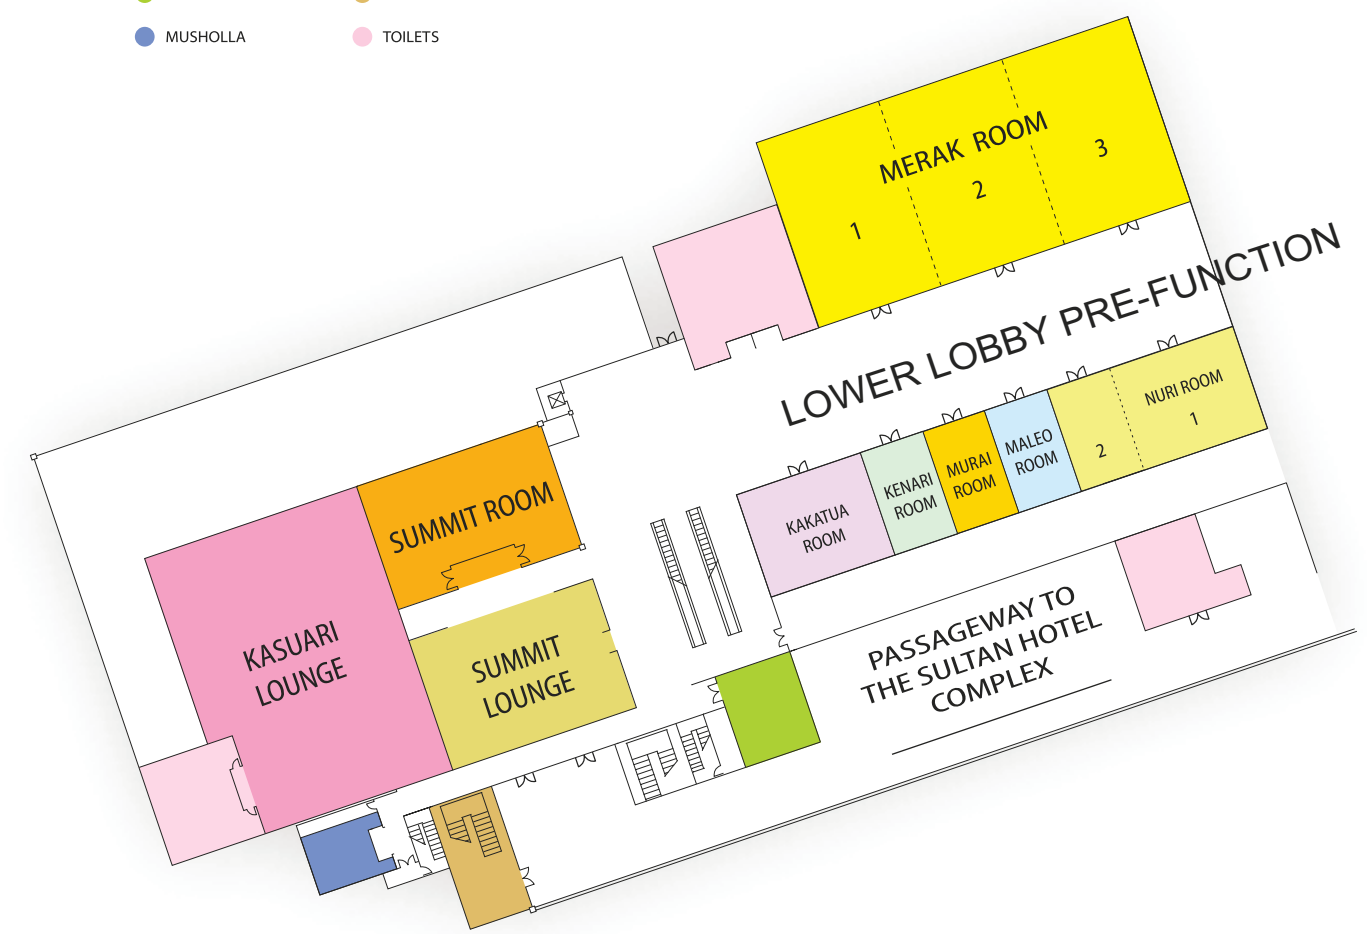 MUSHOLLA
TOILETS
MERAK ROOM
1
2
3
LOWER LOBBY PRE-FUNCTION
SUMMIT ROOM
KASUARI
LOUNGE
SUMMIT
LOUNGE
KAKATUA
ROOM
KENARI
ROOM
MURAI
ROOM
MALEO
ROOM
2
NURI ROOM
1
PASSAGEWAY TO
THE SULTAN HOTEL
COMPLEX